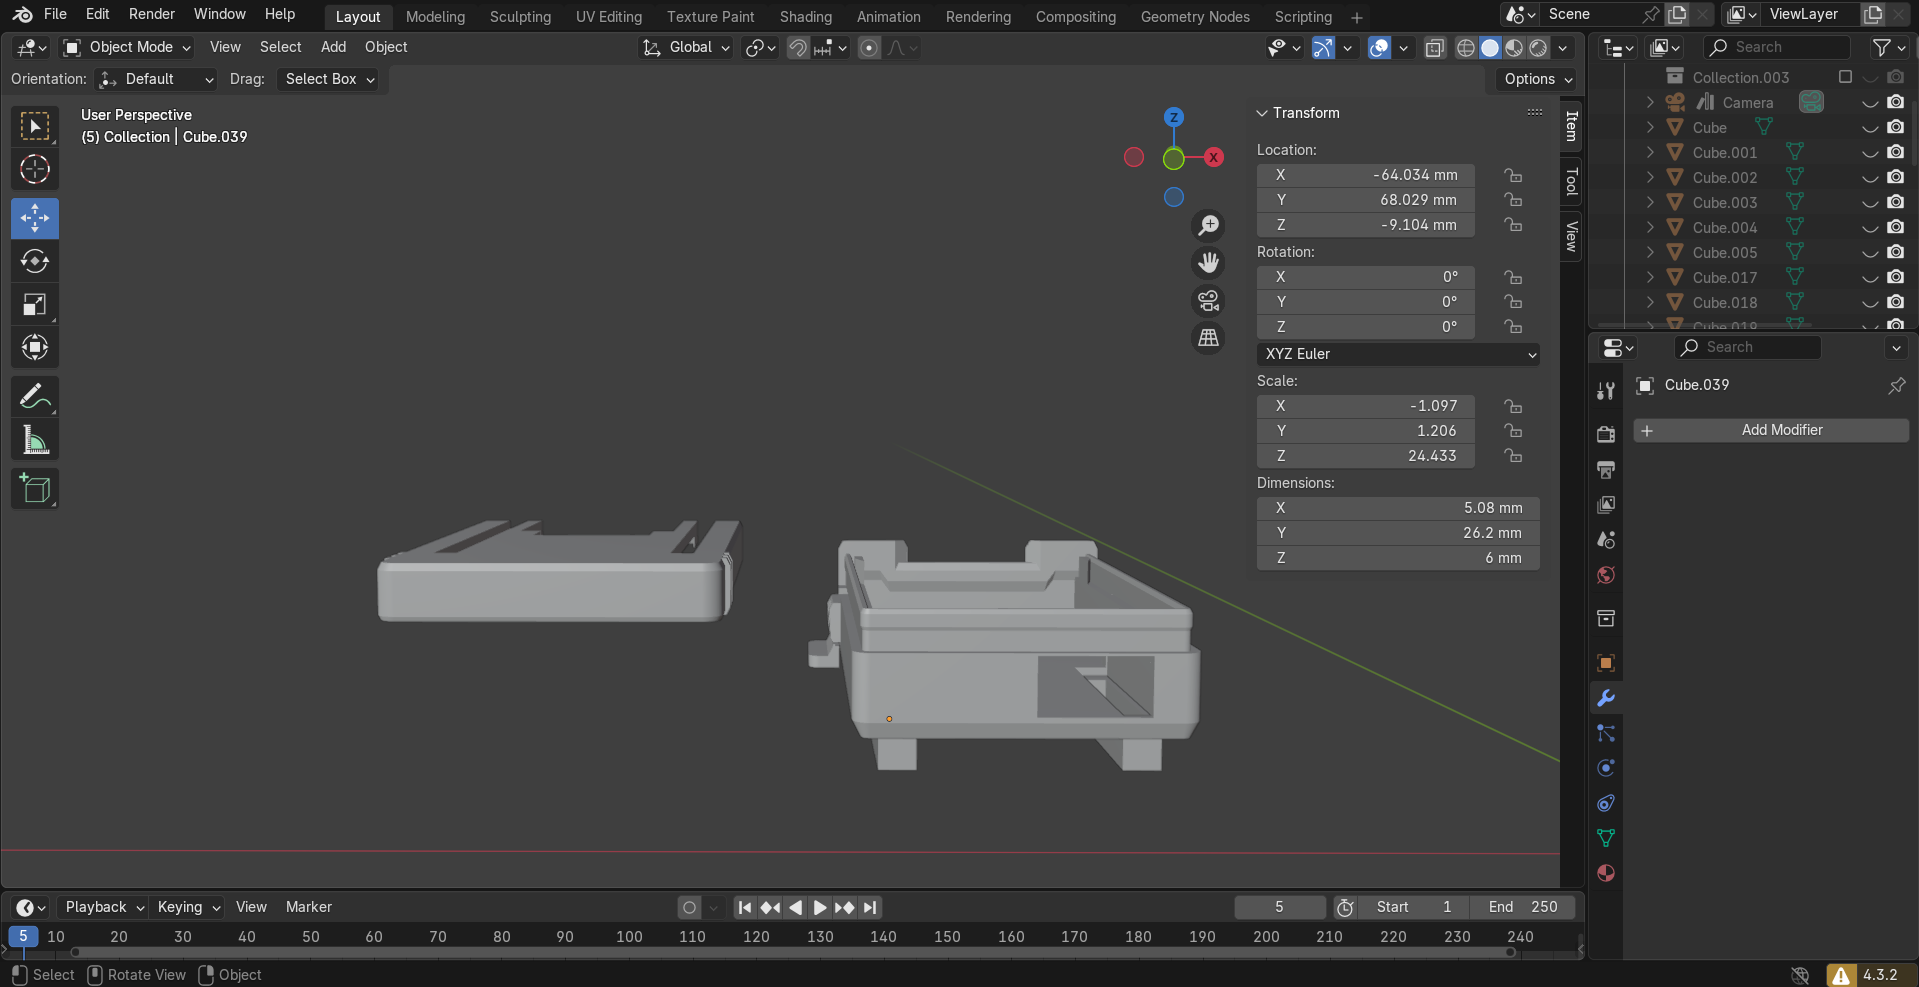 File Edit Render Window Help Layout Modeling Sculpting UV Editing Texture Paint Shading Animation Rendering Compositing Geometry Nodes Scripting + Scene ViewLayer
Object Mode View Select Add Object Global Search
Orientation: Default Drag: Select Box Options
User Perspective
(5) Collection | Cube.039
Z
X
Transform
Location:
X -64.034 mm
Y 68.029 mm
Z -9.104 mm
Rotation:
X 0°
Y 0°
Z 0°
XYZ Euler
Scale:
X -1.097
Y 1.206
Z 24.433
Dimensions:
X 5.08 mm
Y 26.2 mm
Z 6 mm
Item
Tool
View
Collection.003
Camera
Cube
Cube.001
Cube.002
Cube.003
Cube.004
Cube.005
Cube.017
Cube.018
Cube.019
Search
Cube.039
+ Add Modifier
Playback Keying View Marker 5 Start 1 End 250
5 10 20 30 40 50 60 70 80 90 100 110 120 130 140 150 160 170 180 190 200 210 220 230 240
Select Rotate View Object 4.3.2